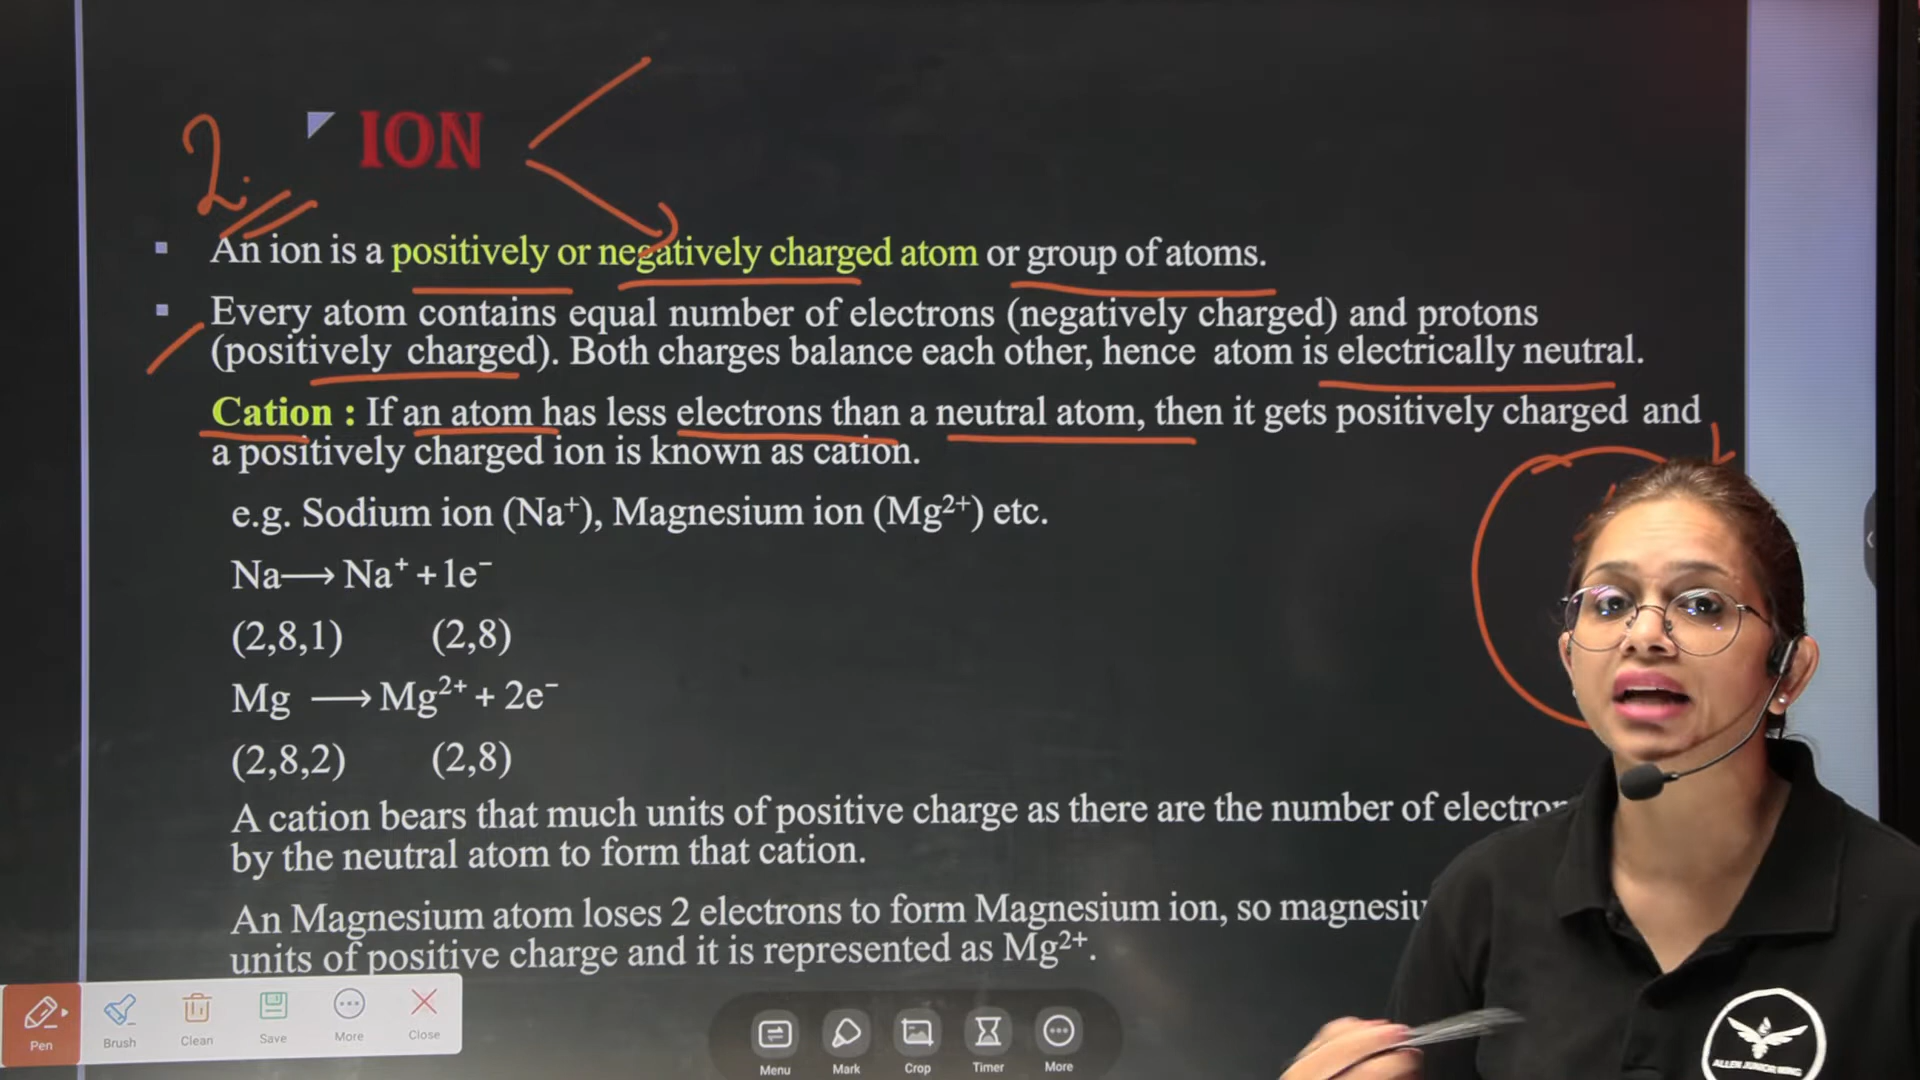 2.
ION
An ion is a positively or negatively charged atom or group of atoms.
Every atom contains equal number of electrons (negatively charged) and protons
(positively charged). Both charges balance each other, hence atom is electrically neutral.
Cation : If an atom has less electrons than a neutral atom, then it gets positively charged and
a positively charged ion is known as cation.
e.g. Sodium ion (Na⁺), Magnesium ion (Mg²⁺) etc.
Na⟶Na⁺ + 1e⁻
(2,8,1) (2,8)
Mg ⟶Mg²⁺ + 2e⁻
(2,8,2) (2,8)
A cation bears that much units of positive charge as there are the number of
by the neutral atom to form that cation.
An Magnesium atom loses 2 electrons to form Magnesium ion, so
units of positive charge and it is represented as Mg²⁺.
Pen Brush Clean Save More Close
Menu Mark Crop Timer More
ALLEN JUNIOR WING